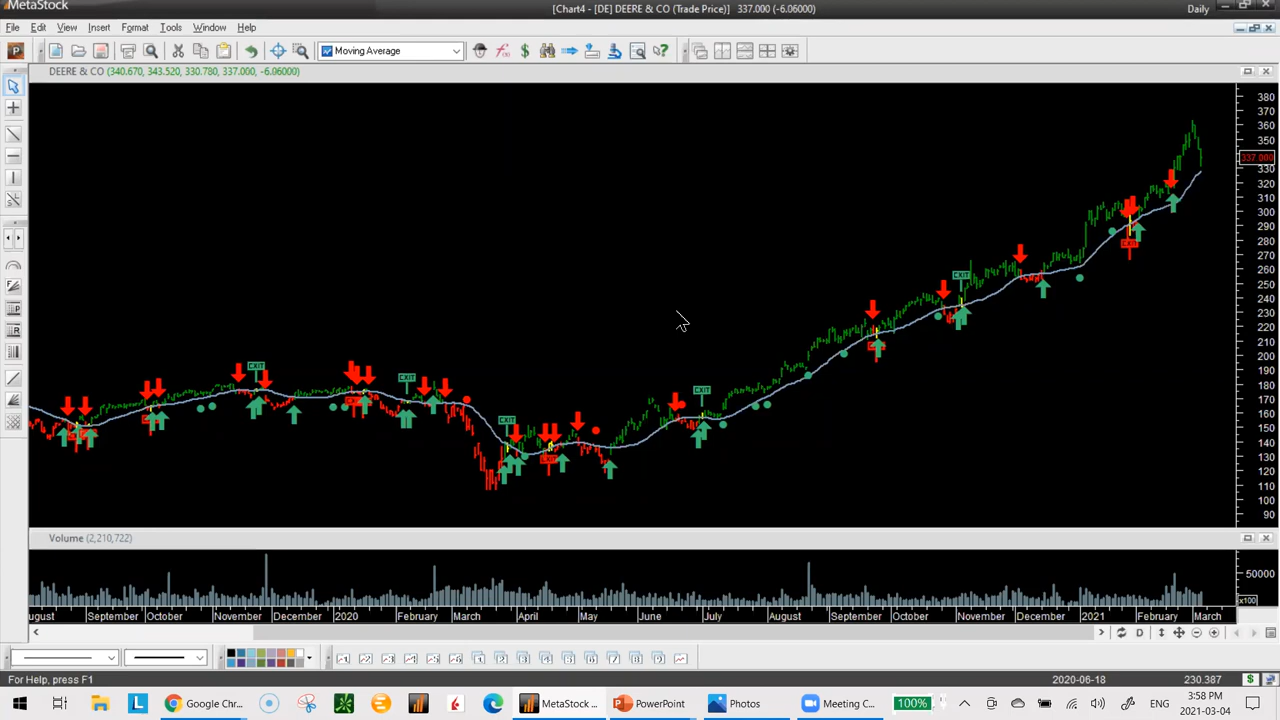 MetaStock
[Chart4 - [DE] DEERE & CO (Trade Price)] 337.000 (-6.06000)
Daily
File Edit View Insert Format Tools Window Help
Moving Average
DEERE & CO (340.670, 343.520, 330.780, 337.000, -6.06000)
380
370
360
350
337.000
330
320
310
300
290
280
270
260
250
240
230
220
210
200
190
180
170
160
150
140
130
120
110
100
90
EXIT
EXIT
EXIT
EXIT
EXIT
Volume (2,210,722)
50000
x100
ugust September October November December 2020 February March April May June July August September October November December 2021 February March
For Help, press F1
2020-06-18 230.387
Google Chr...
MetaStock ...
PowerPoint
Photos
Meeting C...
100%
ENG
3:58 PM
2021-03-04